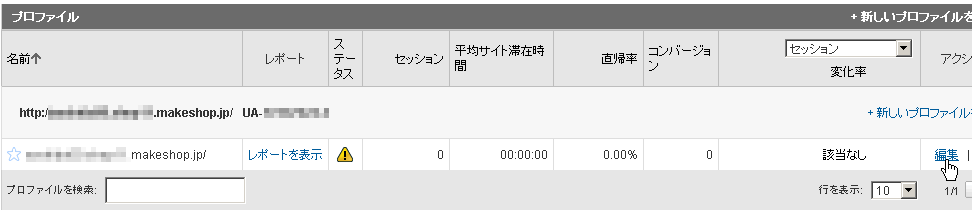 プロファイル
+ 新しいプロファイルを
名前↑ レポート ステータス セッション 平均サイト滞在時間 直帰率 コンバージョン セッション 変化率 アクシ
http:/ .makeshop.jp/ UA-
+ 新しいプロファイルを
makeshop.jp/ レポートを表示 0 00:00:00 0.00% 0 該当なし 編集 |
プロファイルを検索: 行を表示: 10 1/1